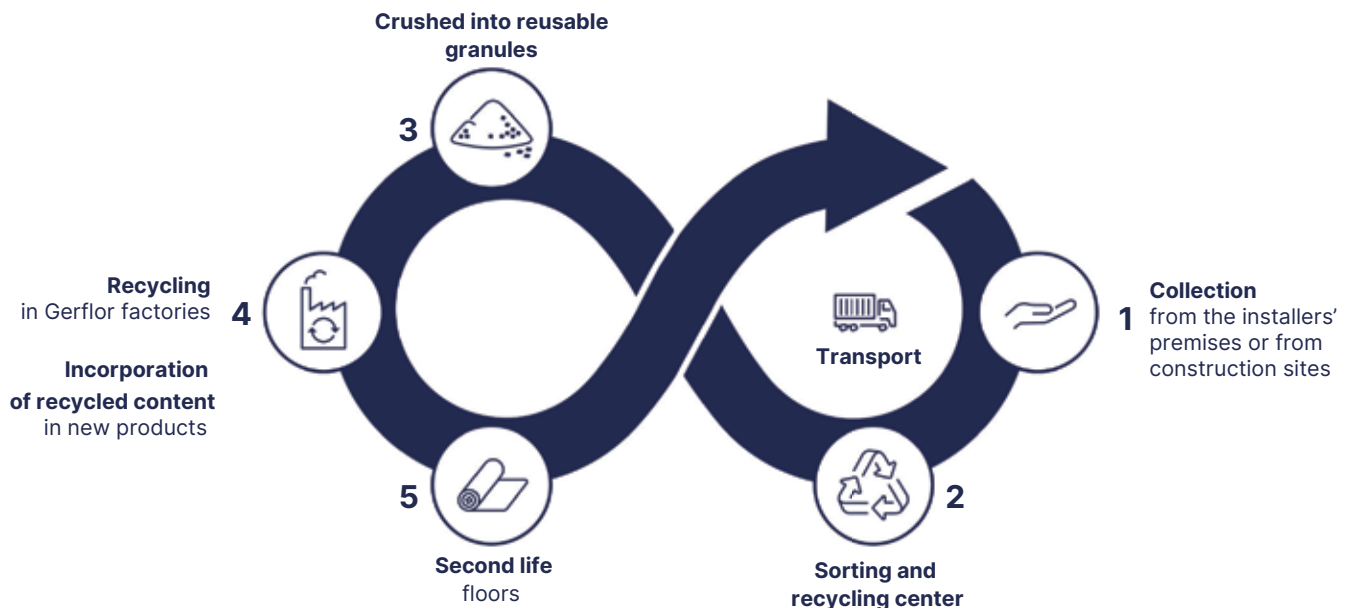 Crushed into reusable
granules
3
Recycling
in Gerflor factories
4
Incorporation
of recycled content
in new products
5
Second life
floors
Transport
1
Collection
from the installers’
premises or from
construction sites
2
Sorting and
recycling center